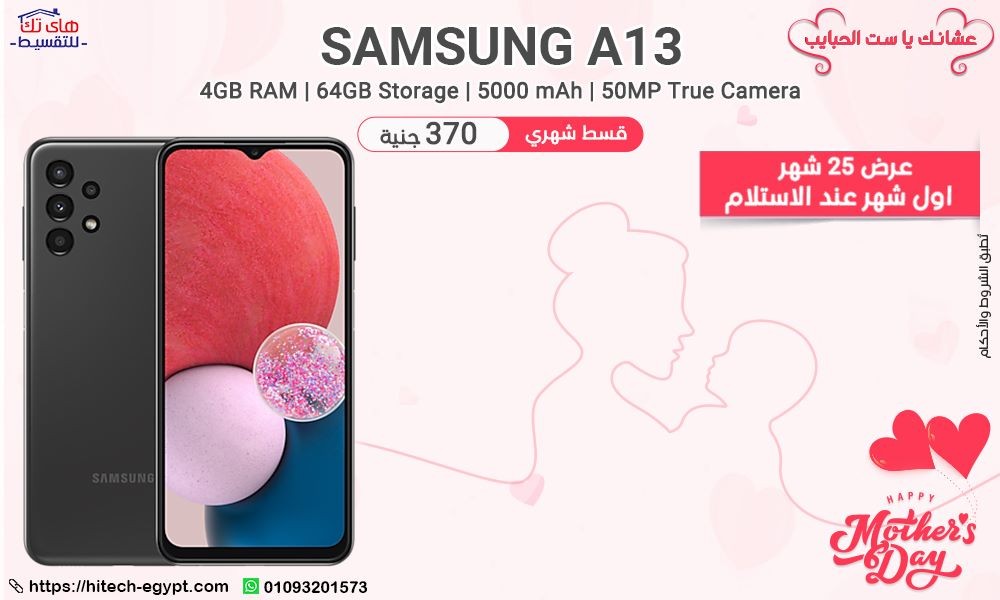 هاى تك
-للتقسيط-
SAMSUNG A13
عشانك يا ست الحبايب
4GB RAM | 64GB Storage | 5000 mAh | 50MP True Camera
قسط شهري 370 جنية
عرض 25 شهر
اول شهر عند الاستلام
تطبق الشروط والأحكام
SAMSUNG
HAPPY
Mother's
Day
https://hitech-egypt.com 01093201573